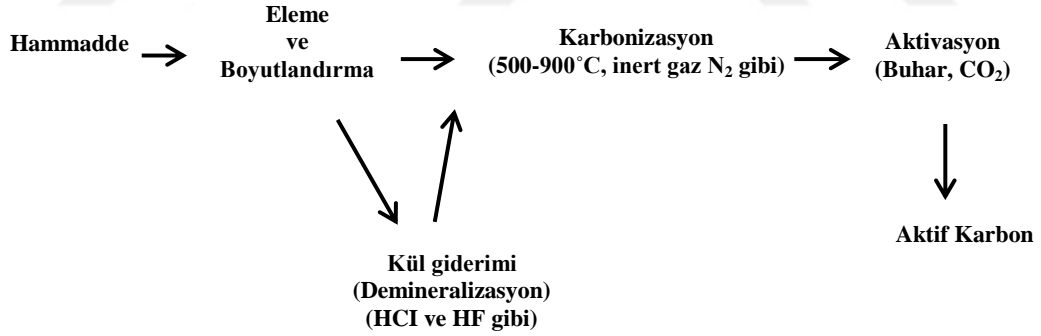 Hammadde
Eleme
ve
Boyutlandırma
Karbonizasyon
(500-900˚C, inert gaz N₂ gibi)
Aktivasyon
(Buhar, CO₂)
Kül giderimi
(Demineralizasyon)
(HCI ve HF gibi)
Aktif Karbon